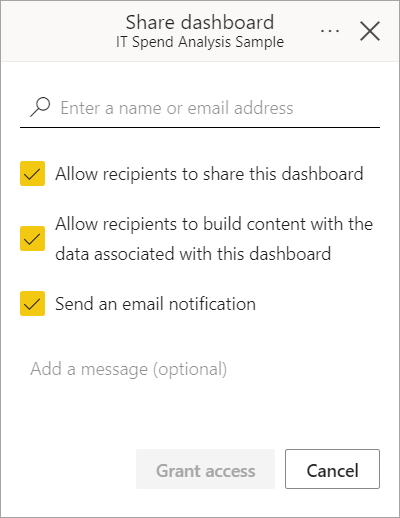 Share dashboard
IT Spend Analysis Sample
Enter a name or email address
Allow recipients to share this dashboard
Allow recipients to build content with the
data associated with this dashboard
Send an email notification
Add a message (optional)
Grant access
Cancel